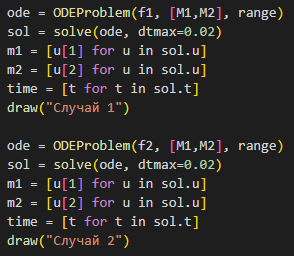 ode = ODEProblem(f1, [M1,M2], range)
sol = solve(ode, dtmax=0.02)
m1 = [u[1] for u in sol.u]
m2 = [u[2] for u in sol.u]
time = [t for t in sol.t]
draw("Случай 1")

ode = ODEProblem(f2, [M1,M2], range)
sol = solve(ode, dtmax=0.02)
m1 = [u[1] for u in sol.u]
m2 = [u[2] for u in sol.u]
time = [t for t in sol.t]
draw("Случай 2")